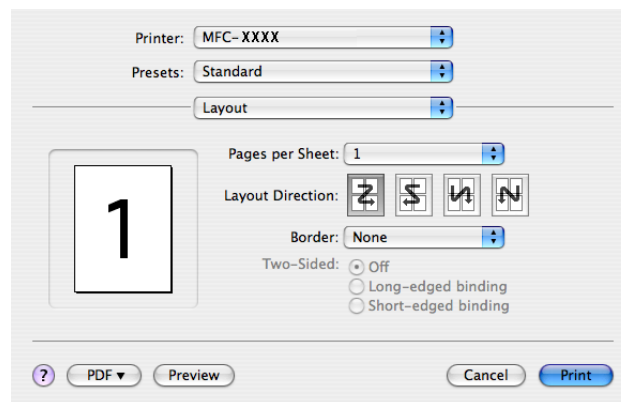 Printer: MFC-XXXX
Presets: Standard
Layout
Pages per Sheet: 1
Layout Direction:
1
Border: None
Two-Sided: Off
Long-edged binding
Short-edged binding
? PDF▼ Preview Cancel Print